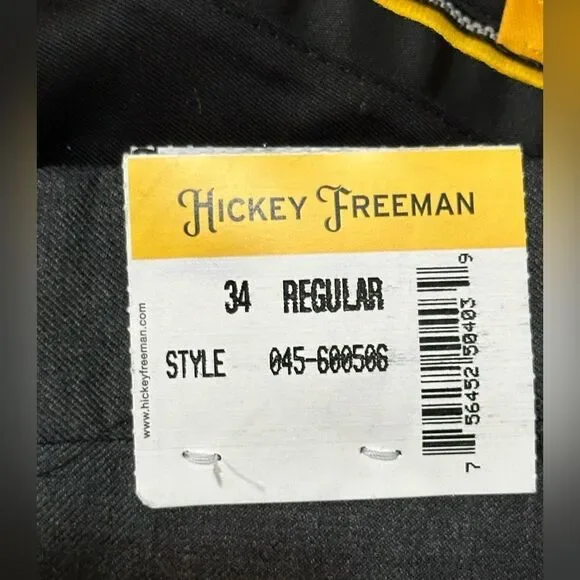 HICKEY FREEMAN
34 REGULAR
STYLE 045-600506
www.hickeyfreeman.com
7 56452 50403 9